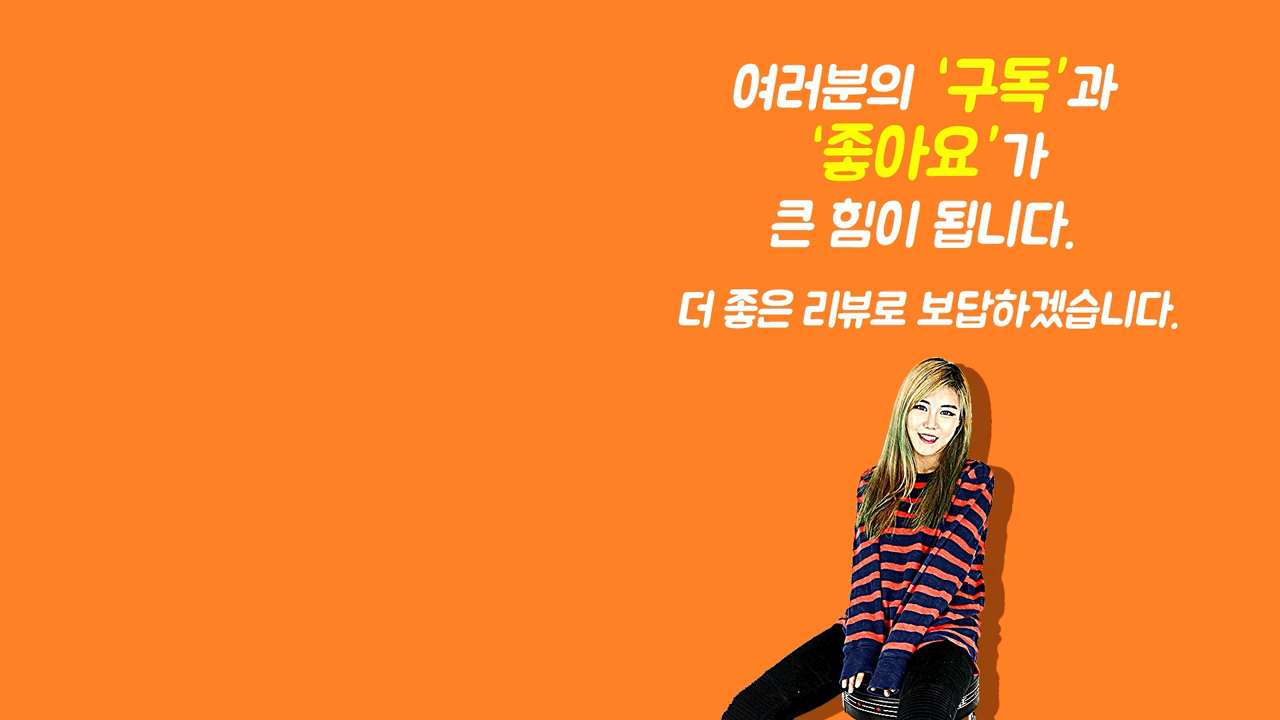 여러분의 ‘구독’과
‘좋아요’가
큰 힘이 됩니다.
더 좋은 리뷰로 보답하겠습니다.